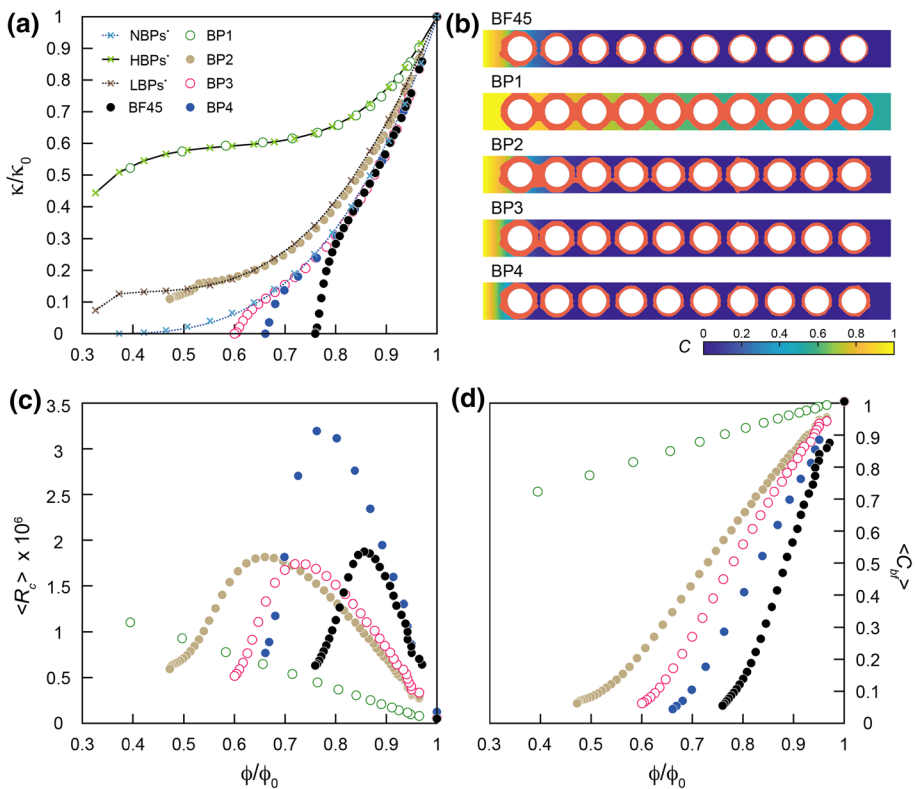 (a)
κ/κ0
1
0.9
0.8
0.7
0.6
0.5
0.4
0.3
0.2
0.1
0
NBPs*
HBPs*
LBPs*
BF45
BP1
BP2
BP3
BP4
0.3 0.4 0.5 0.6 0.7 0.8 0.9 1
(b)
BF45
BP1
BP2
BP3
BP4
C
0 0.2 0.4 0.6 0.8 1
(c)
<Rc> x 10⁶
3.5
3
2.5
2
1.5
1
0.5
0
0.3 0.4 0.5 0.6 0.7 0.8 0.9 1
ϕ/ϕ0
(d)
1
0.9
0.8
0.7
0.6
0.5
0.4
0.3
0.2
0.1
0
<Cbf>
0.3 0.4 0.5 0.6 0.7 0.8 0.9 1
ϕ/ϕ0